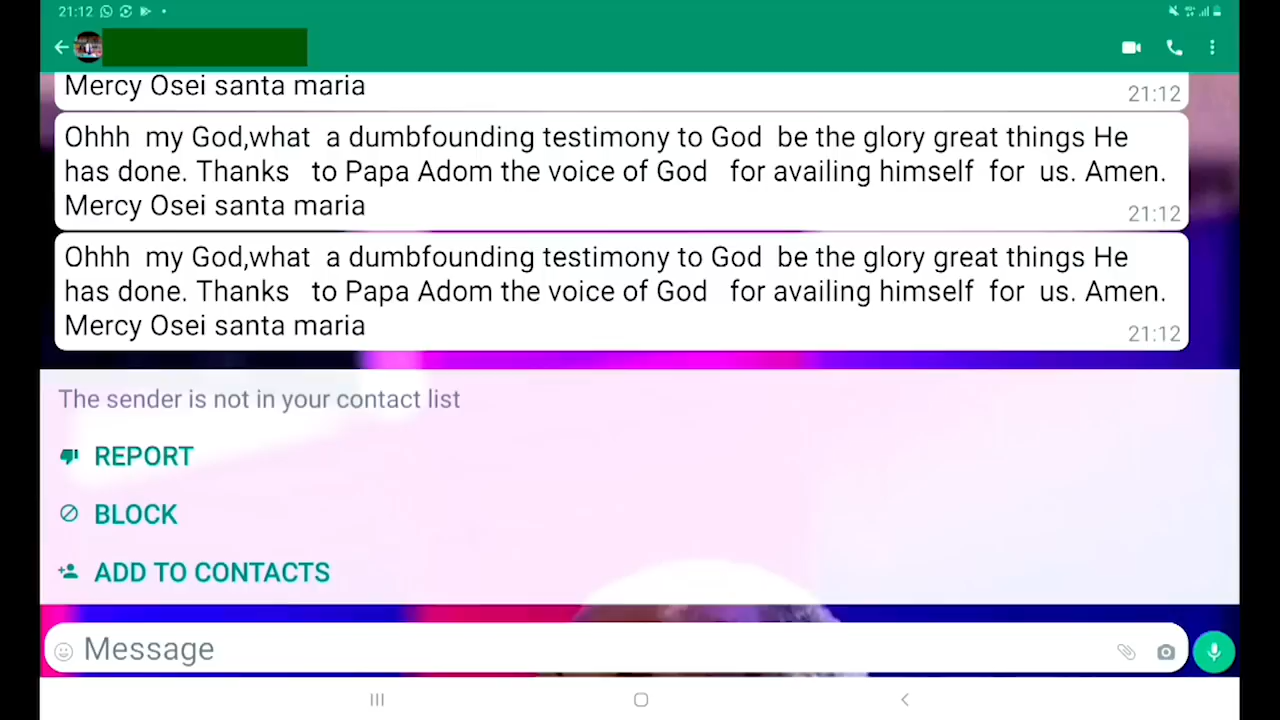 21:12
Mercy Osei santa maria
21:12
Ohhh  my God,what  a dumbfounding testimony to God  be the glory great things He
has done. Thanks   to Papa Adom the voice of God   for availing himself  for  us. Amen.
Mercy Osei santa maria
21:12
Ohhh  my God,what  a dumbfounding testimony to God  be the glory great things He
has done. Thanks   to Papa Adom the voice of God   for availing himself  for  us. Amen.
Mercy Osei santa maria
21:12
The sender is not in your contact list
REPORT
BLOCK
ADD TO CONTACTS
Message